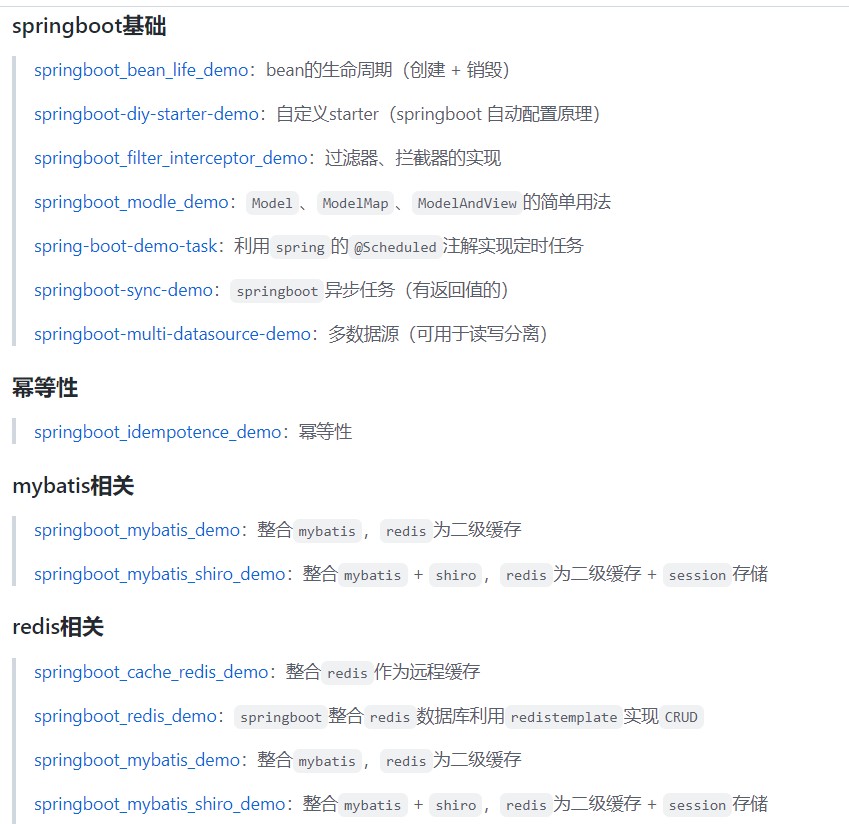 springboot基础
springboot_bean_life_demo：bean的生命周期（创建 + 销毁）
springboot-diy-starter-demo：自定义starter（springboot 自动配置原理）
springboot_filter_interceptor_demo：过滤器、拦截器的实现
springboot_modle_demo：Model、ModelMap、ModelAndView的简单用法
spring-boot-demo-task：利用spring的@Scheduled注解实现定时任务
springboot-sync-demo：springboot异步任务（有返回值的）
springboot-multi-datasource-demo：多数据源（可用于读写分离）
幂等性
springboot_idempotence_demo：幂等性
mybatis相关
springboot_mybatis_demo：整合mybatis，redis为二级缓存
springboot_mybatis_shiro_demo：整合mybatis + shiro，redis为二级缓存 + session存储
redis相关
springboot_cache_redis_demo：整合redis作为远程缓存
springboot_redis_demo：springboot整合redis数据库利用redistemplate实现CRUD
springboot_mybatis_demo：整合mybatis，redis为二级缓存
springboot_mybatis_shiro_demo：整合mybatis + shiro，redis为二级缓存 + session存储